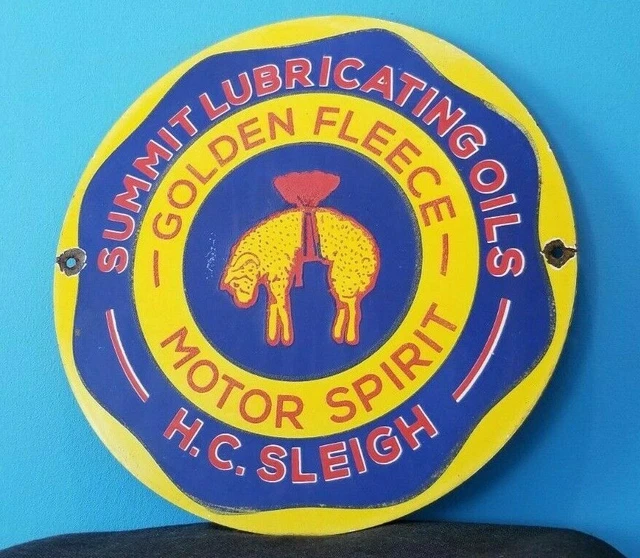 SUMMIT LUBRICATING OILS
GOLDEN FLEECE
MOTOR SPIRIT
H.C. SLEIGH